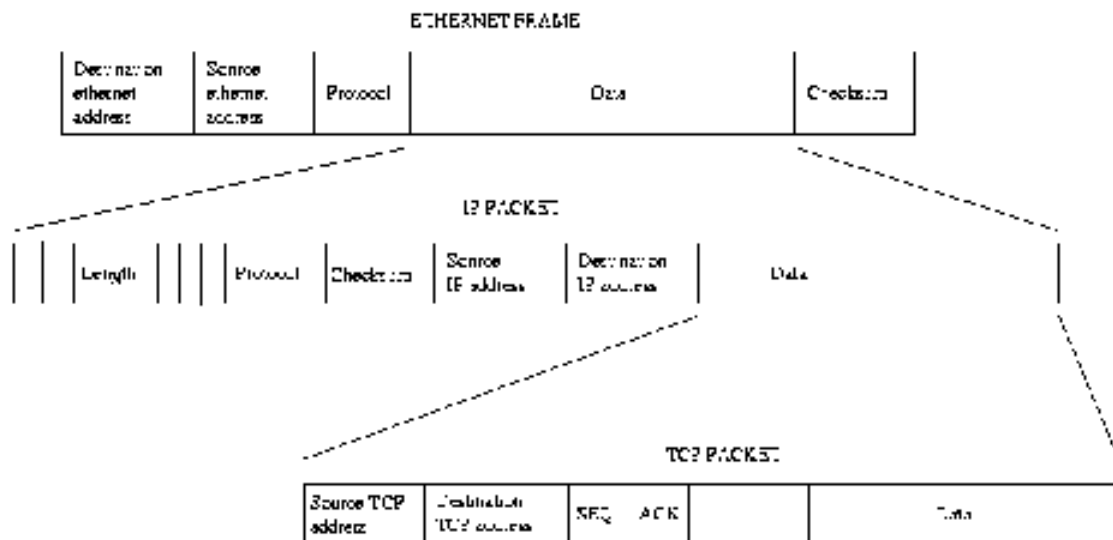 ETHERNET FRAME
Destination
ethernet
address
Source
ethernet
address
Protocol
Data
Checksum
IP PACKET
Length
Protocol
Checksum
Source
IP address
Destination
IP address
Data
TCP PACKET
Source TCP
address
Destination
TCP address
SEQ ACK
Data